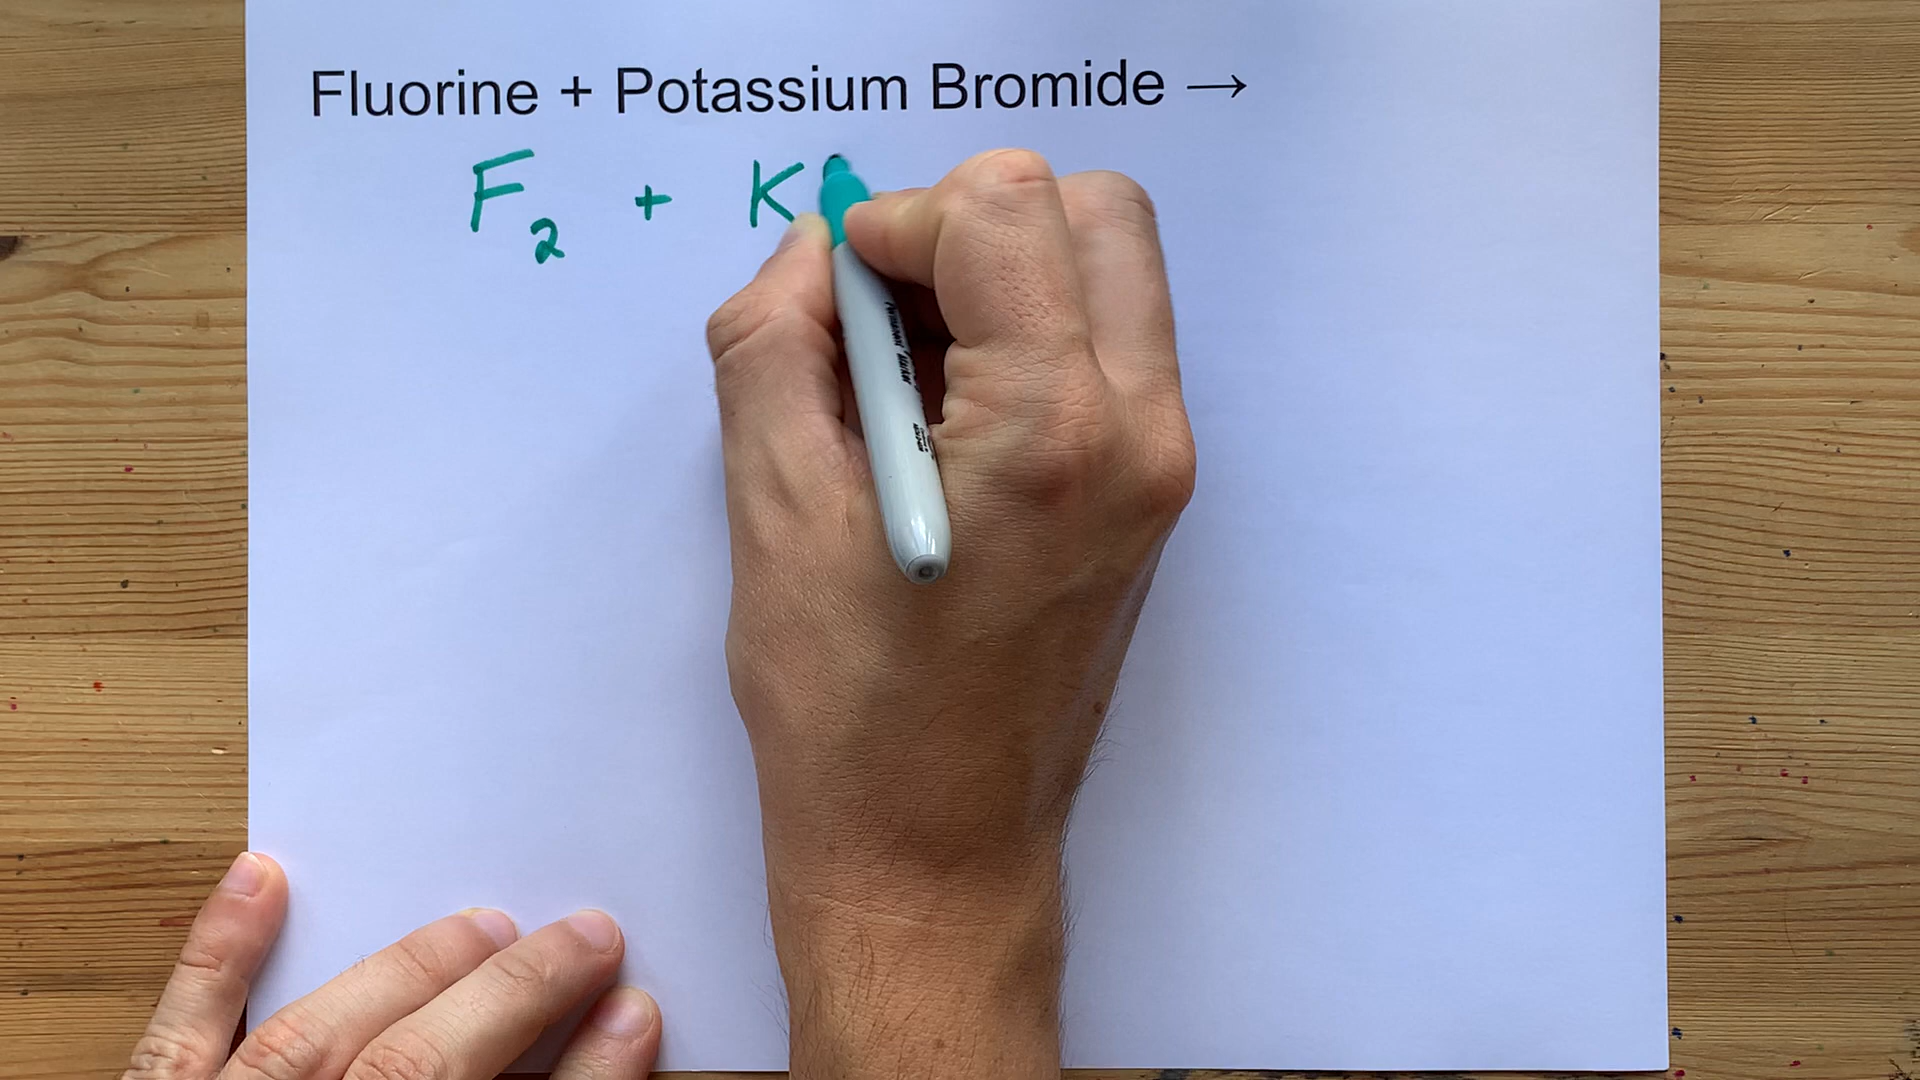 Fluorine + Potassium Bromide →
F₂ + K